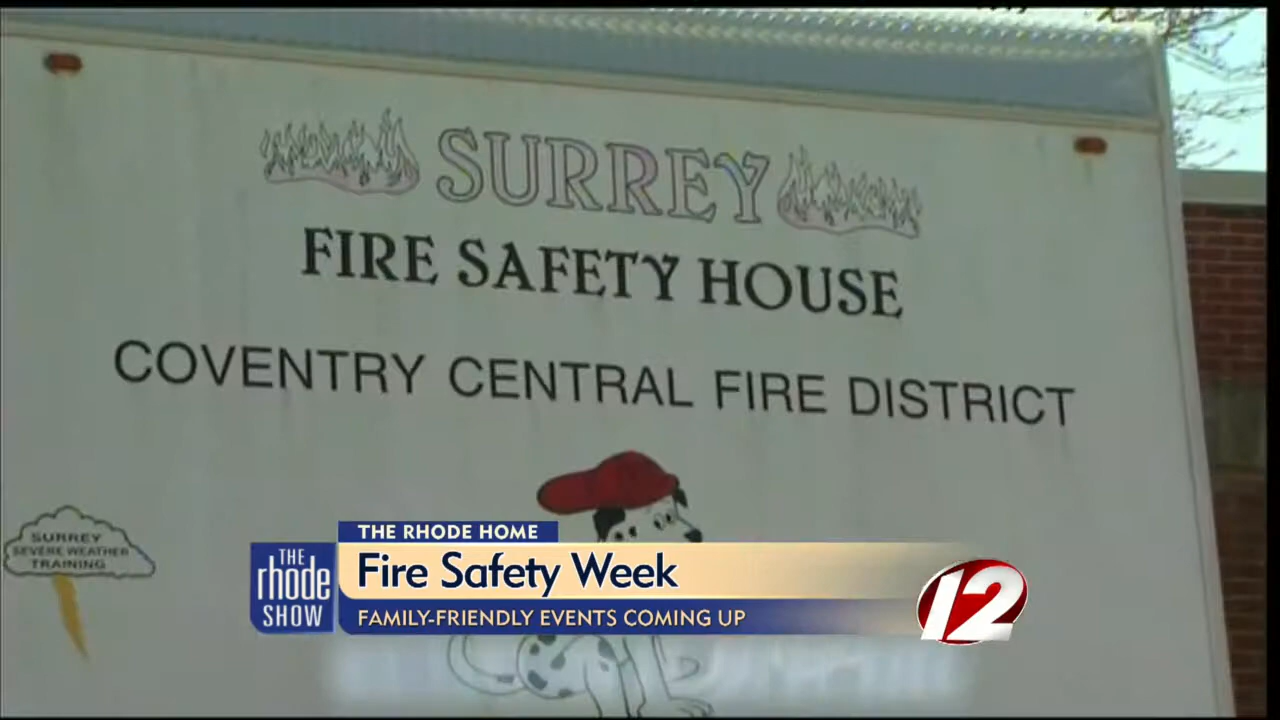 SURREY
FIRE SAFETY HOUSE
COVENTRY CENTRAL FIRE DISTRICT
SURREY
SEVERE WEATHER
TRAINING
THE RHODE HOME
THE
rhode
SHOW
Fire Safety Week
FAMILY-FRIENDLY EVENTS COMING UP
12